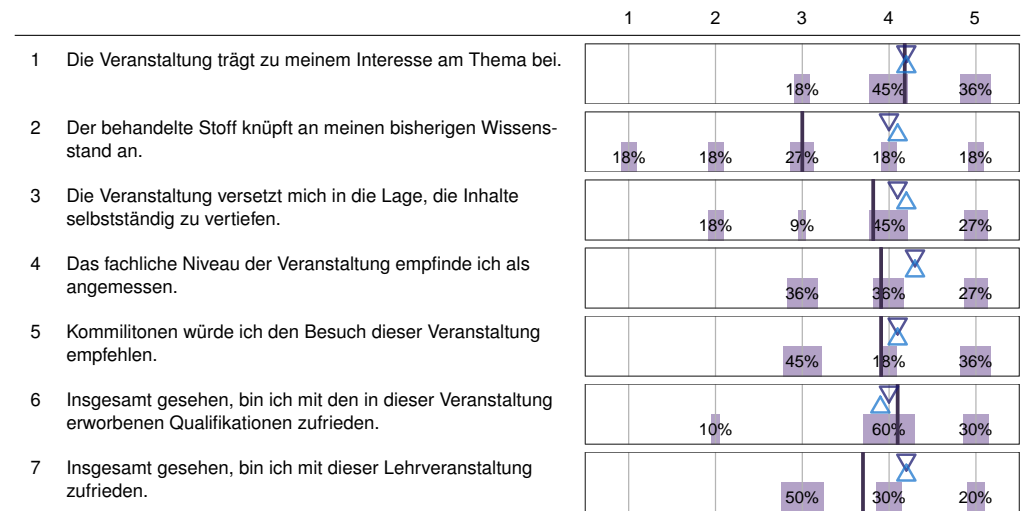 1 2 3 4 5
1 Die Veranstaltung trägt zu meinem Interesse am Thema bei.
18% 45% 36%
2 Der behandelte Stoff knüpft an meinen bisherigen Wissens-
stand an.
18% 18% 27% 18% 18%
3 Die Veranstaltung versetzt mich in die Lage, die Inhalte
selbstständig zu vertiefen.
18% 9% 45% 27%
4 Das fachliche Niveau der Veranstaltung empfinde ich als
angemessen.
36% 36% 27%
5 Kommilitonen würde ich den Besuch dieser Veranstaltung
empfehlen.
45% 18% 36%
6 Insgesamt gesehen, bin ich mit den in dieser Veranstaltung
erworbenen Qualifikationen zufrieden.
10% 60% 30%
7 Insgesamt gesehen, bin ich mit dieser Lehrveranstaltung
zufrieden.
50% 30% 20%